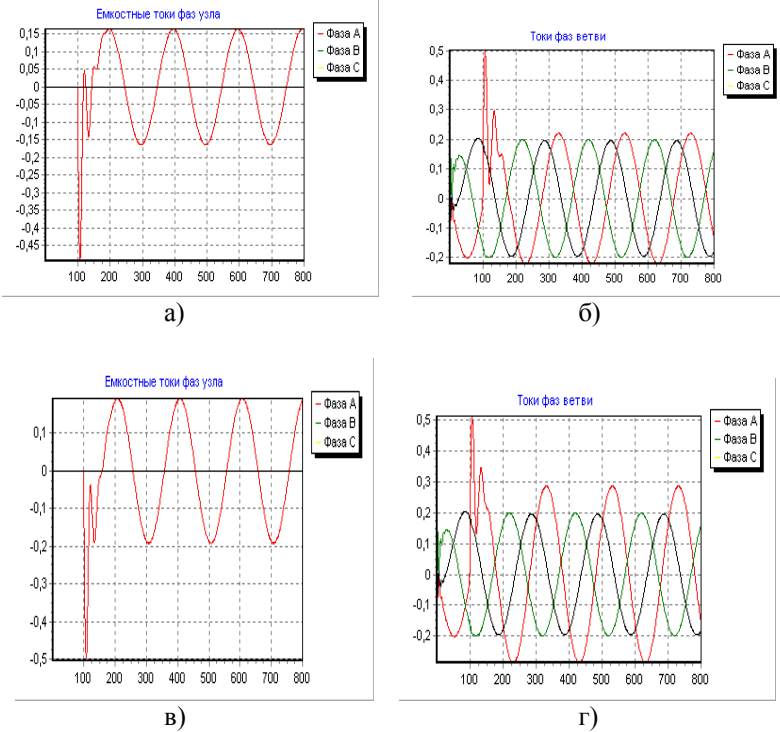 Емкостные токи фаз узла
0,15
0,1
0,05
0
-0,05
-0,1
-0,15
-0,2
-0,25
-0,3
-0,35
-0,4
-0,45
100 200 300 400 500 600 700 800
Фаза А
Фаза В
Фаза С
а)
Токи фаз ветви
0,5
0,4
0,3
0,2
0,1
0
-0,1
-0,2
100 200 300 400 500 600 700 800
Фаза А
Фаза В
Фаза С
б)
Емкостные токи фаз узла
0,1
0
-0,1
-0,2
-0,3
-0,4
-0,5
100 200 300 400 500 600 700 800
Фаза А
Фаза В
Фаза С
в)
Токи фаз ветви
0,5
0,4
0,3
0,2
0,1
0
-0,1
-0,2
100 200 300 400 500 600 700 800
Фаза А
Фаза В
Фаза С
г)